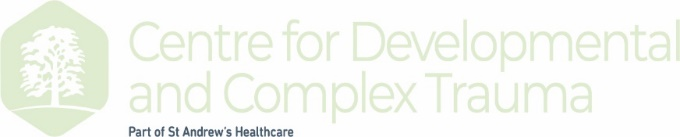 Centre for Developmental
and Complex Trauma
Part of St Andrew's Healthcare